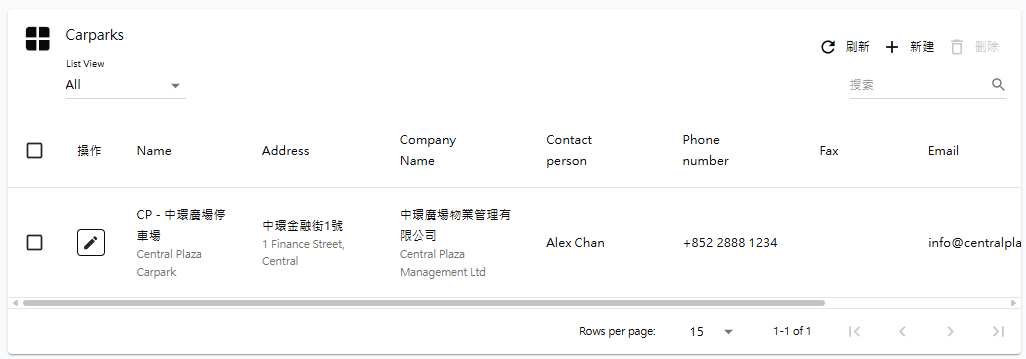 Carparks
刷新
新建
刪除
List View
All
搜索
操作
Name
Address
Company
Name
Contact
person
Phone
number
Fax
Email
CP - 中環廣場停
車場
Central Plaza
Carpark
中環金融街1號
1 Finance Street,
Central
中環廣場物業管理有
限公司
Central Plaza
Management Ltd
Alex Chan
+852 2888 1234
info@centralpla
Rows per page:
15
1-1 of 1